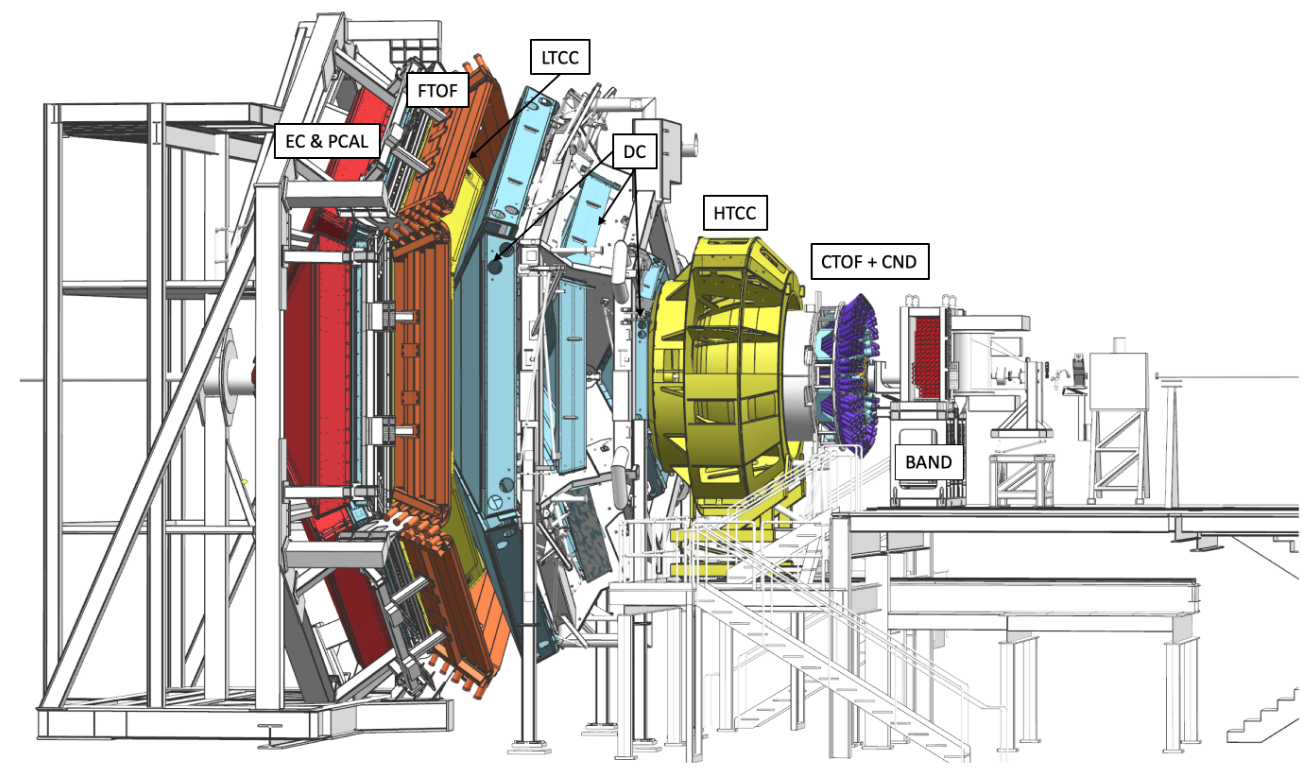 LTCC
FTOF
EC & PCAL
DC
HTCC
CTOF + CND
BAND